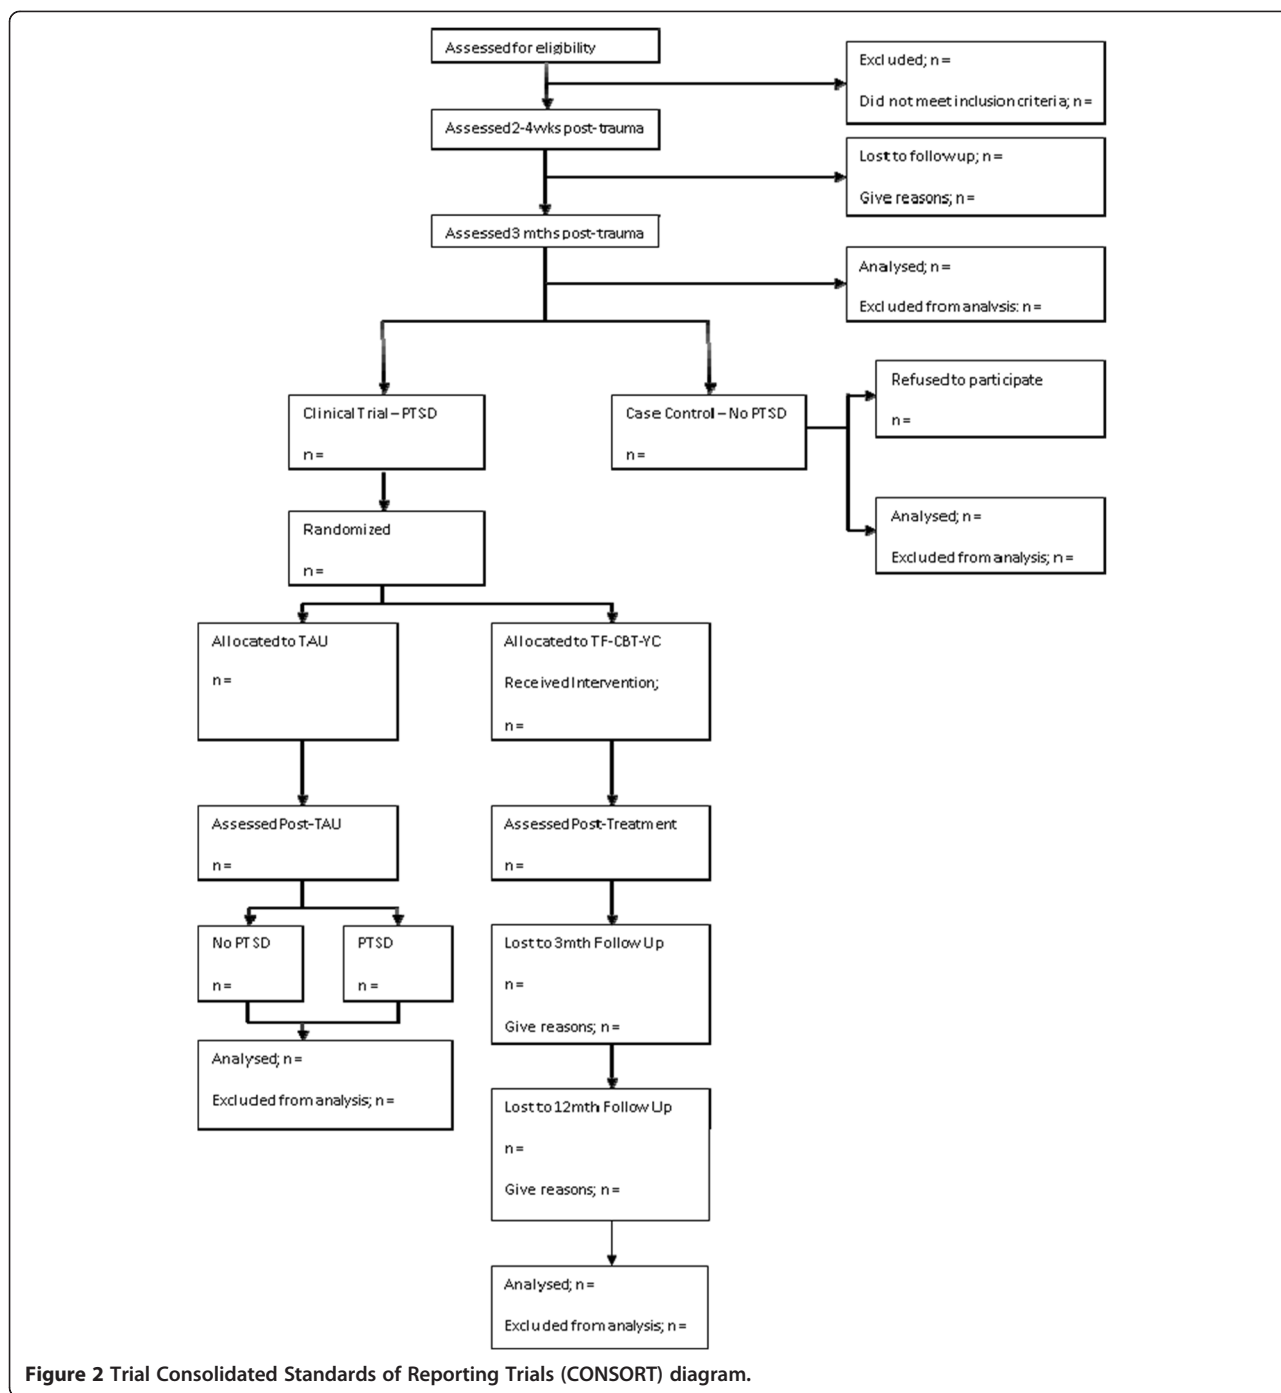 Assessed for eligibility
Excluded; n=
Did not meet inclusion criteria; n=
Assessed 2-4wks post-trauma
Lost to follow up; n=
Give reasons; n=
Assessed 3 mths post-trauma
Analysed; n=
Excluded from analysis: n=
Clinical Trial – PTSD
n=
Case Control – No PTSD
n=
Refused to participate
n=
Analysed; n=
Excluded from analysis; n=
Randomized
n=
Allocated to TAU
n=
Allocated to TF-CBT-YC
Received Intervention;
n=
Assessed Post-TAU
n=
Assessed Post-Treatment
n=
No PTSD
n=
PTSD
n=
Lost to 3mth Follow Up
n=
Give reasons; n=
Analysed; n=
Excluded from analysis; n=
Lost to 12mth Follow Up
n=
Give reasons; n=
Analysed; n=
Excluded from analysis; n=
Figure 2 Trial Consolidated Standards of Reporting Trials (CONSORT) diagram.